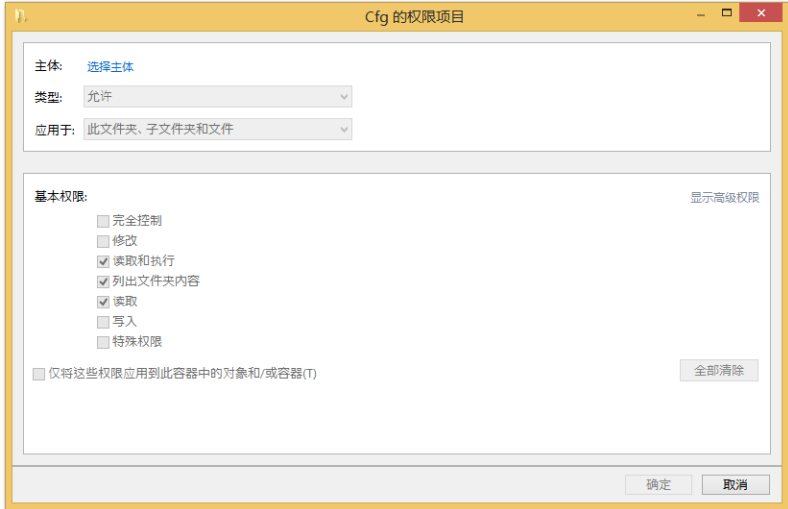 Cfg 的权限项目
主体: 选择主体
类型: 允许
应用于: 此文件夹、子文件夹和文件
基本权限: 显示高级权限
完全控制
修改
读取和执行
列出文件夹内容
读取
写入
特殊权限
仅将这些权限应用到此容器中的对象和/或容器(T) 全部清除
确定 取消